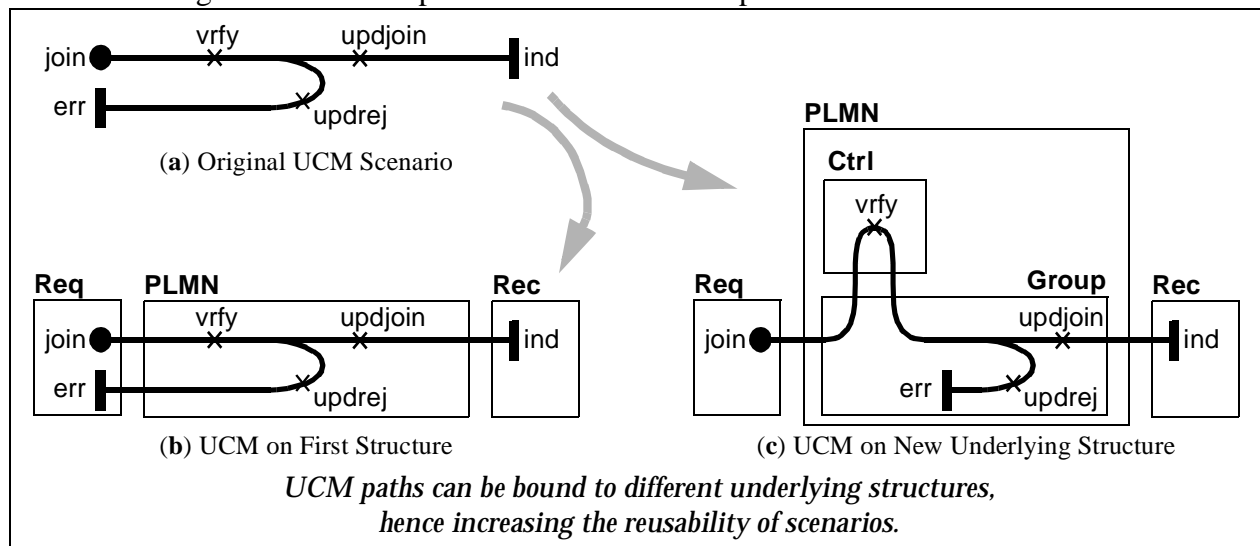 vrfy
updjoin
join
ind
err
updrej
(a) Original UCM Scenario
PLMN
Ctrl
vrfy
Req
PLMN
Rec
vrfy
updjoin
join
ind
err
updrej
(b) UCM on First Structure
Req
Group
Rec
updjoin
join
ind
err
updrej
(c) UCM on New Underlying Structure
UCM paths can be bound to different underlying structures,
hence increasing the reusability of scenarios.